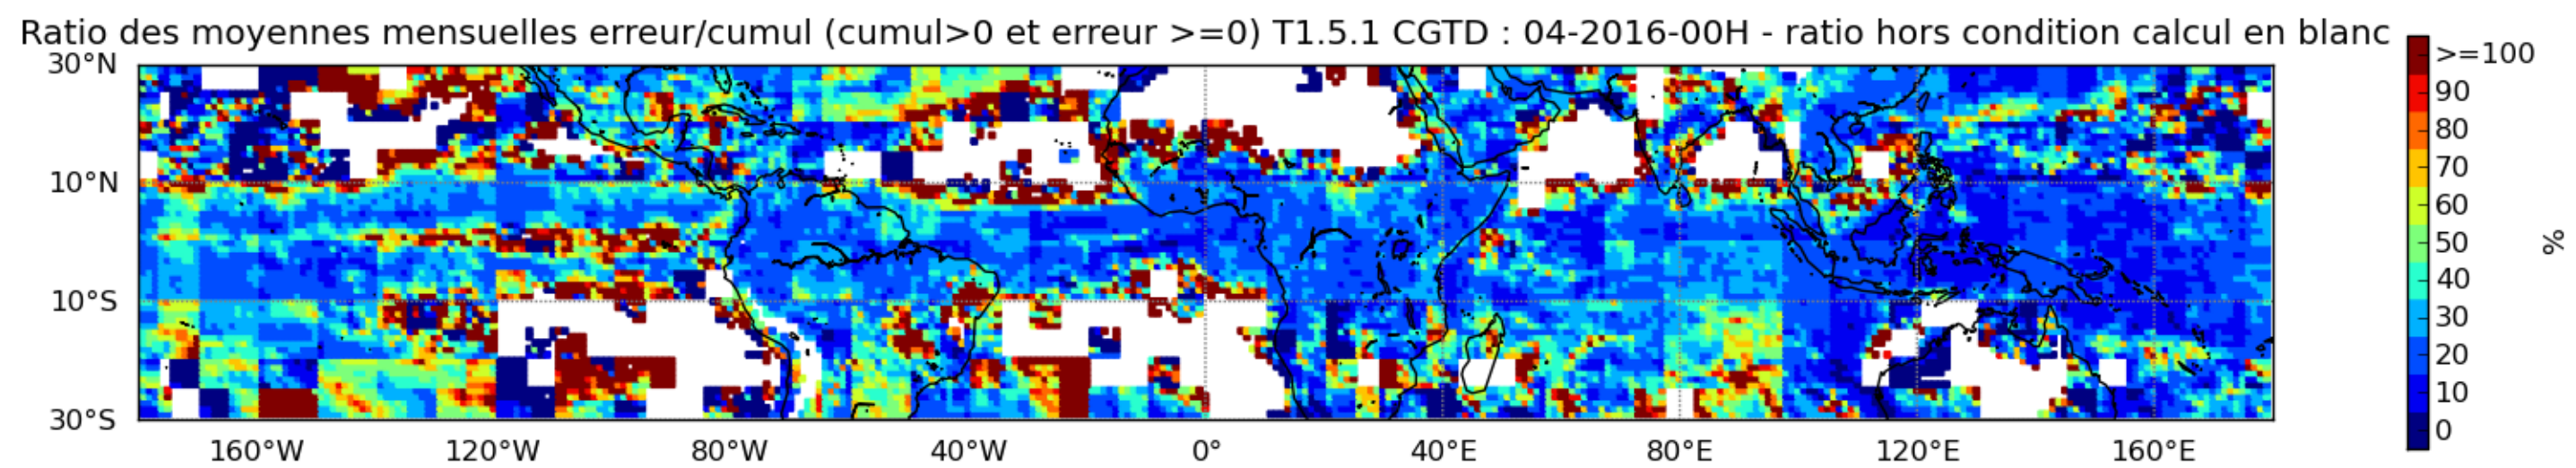 Ratio des moyennes mensuelles erreur/cumul (cumul>0 et erreur >=0) T1.5.1 CGTD : 04-2016-00H - ratio hors condition calcul en blanc
30°N
10°N
10°S
30°S
160°W
120°W
80°W
40°W
0°
40°E
80°E
120°E
160°E
>=100
90
80
70
60
50
40
30
20
10
0
%